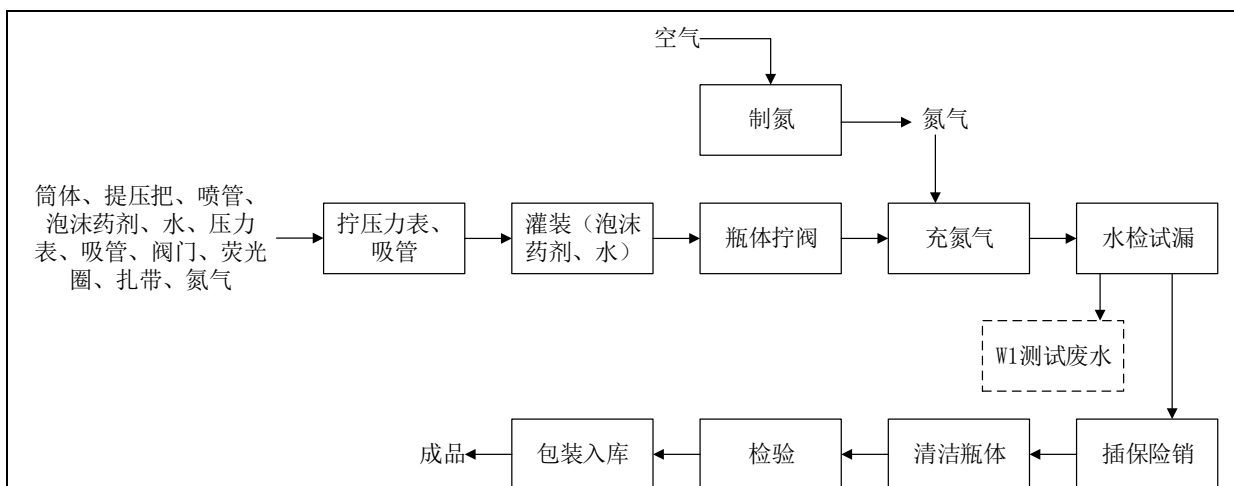 空气
制氮
氮气
筒体、提压把、喷管、
泡沫药剂、水、压力
表、吸管、阀门、荧光
圈、扎带、氮气
拧压力表、
吸管
灌装（泡沫
药剂、水）
瓶体拧阀
充氮气
水检试漏
W1测试废水
成品
包装入库
检验
清洁瓶体
插保险销